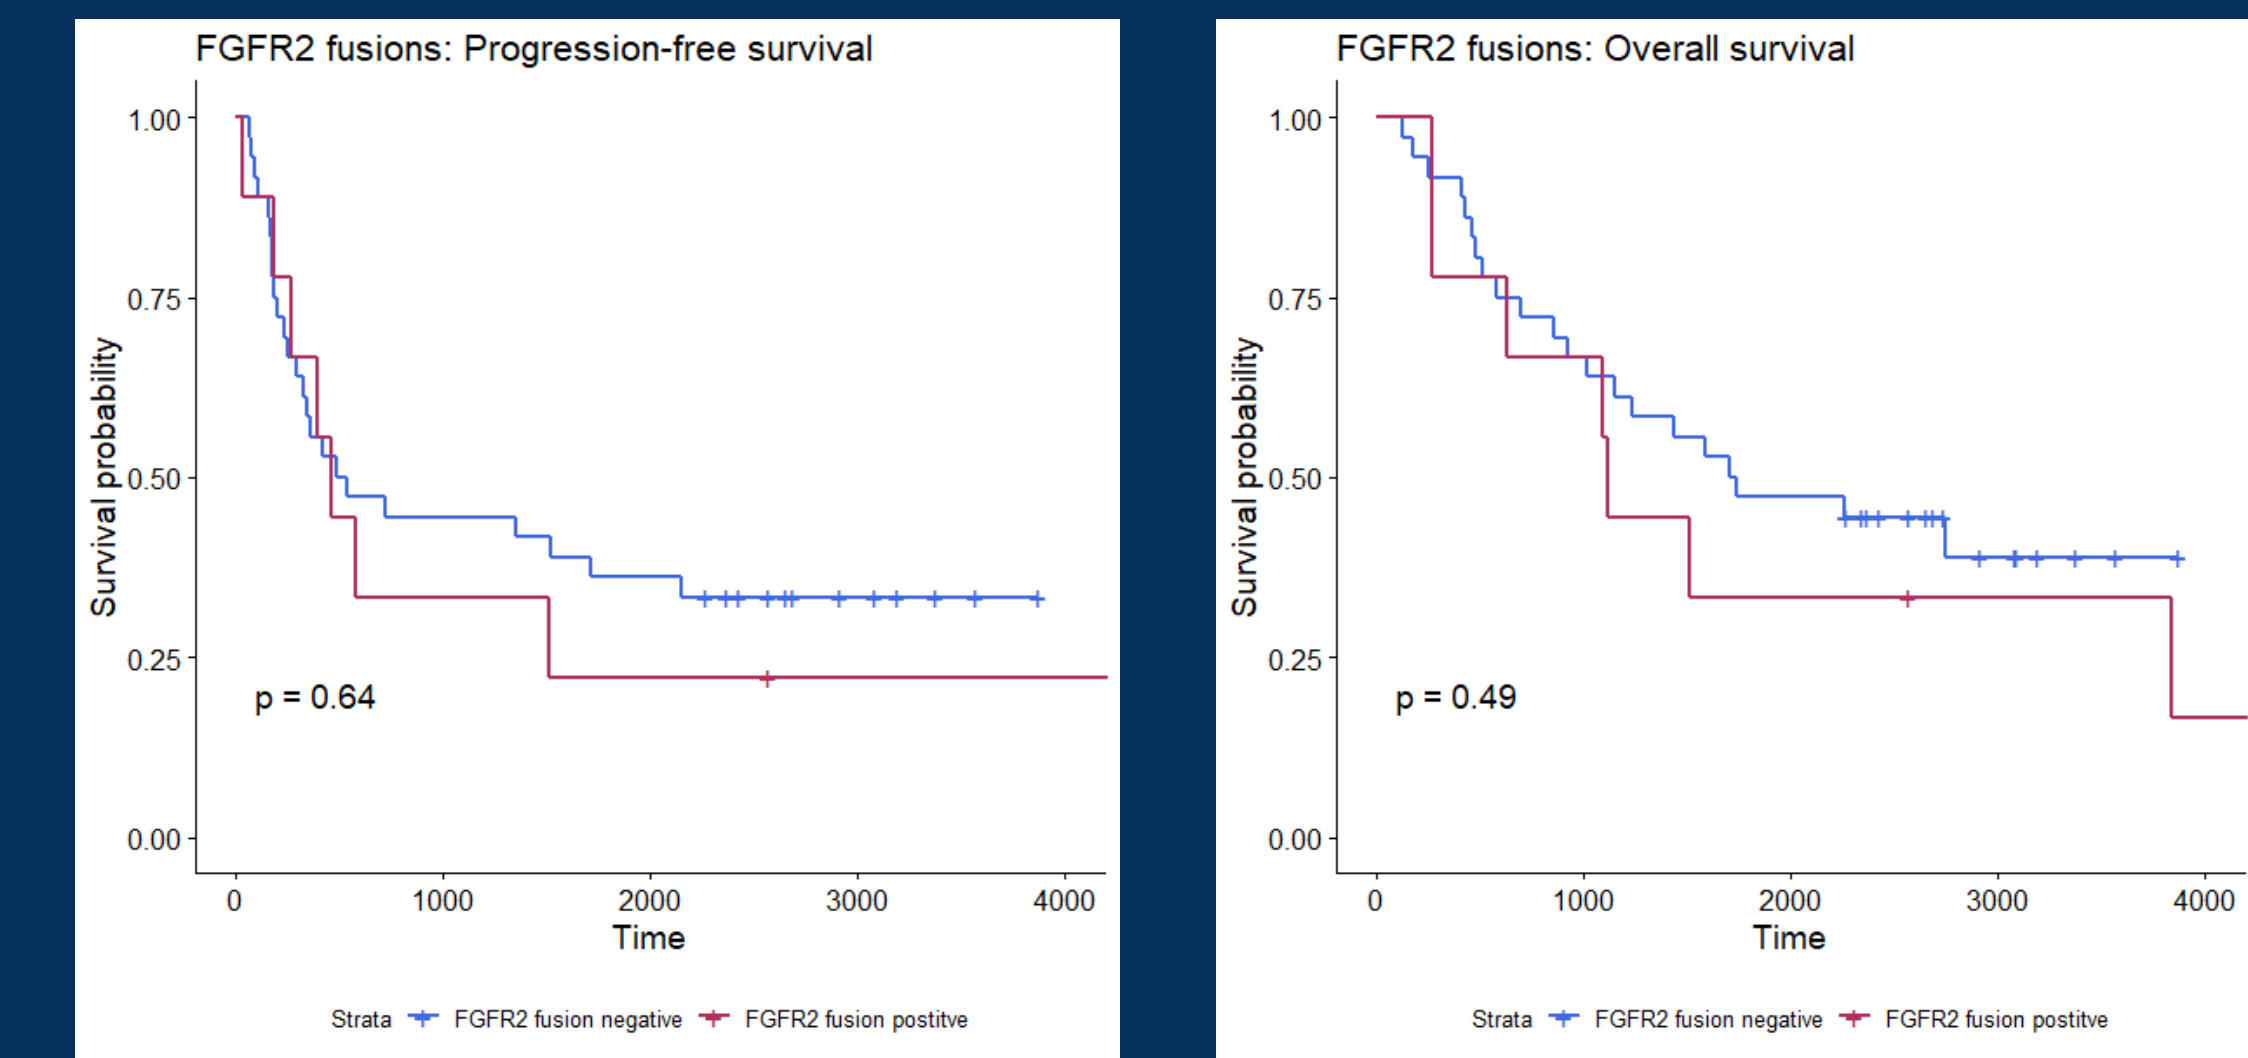 FGFR2 fusions: Progression-free survival
1.00
0.75
0.50
0.25
0.00
Survival probability
p = 0.64
0 1000 2000 3000 4000
Time
Strata FGFR2 fusion negative FGFR2 fusion postitve
FGFR2 fusions: Overall survival
1.00
0.75
0.50
0.25
0.00
Survival probability
p = 0.49
0 1000 2000 3000 4000
Time
Strata FGFR2 fusion negative FGFR2 fusion postitve